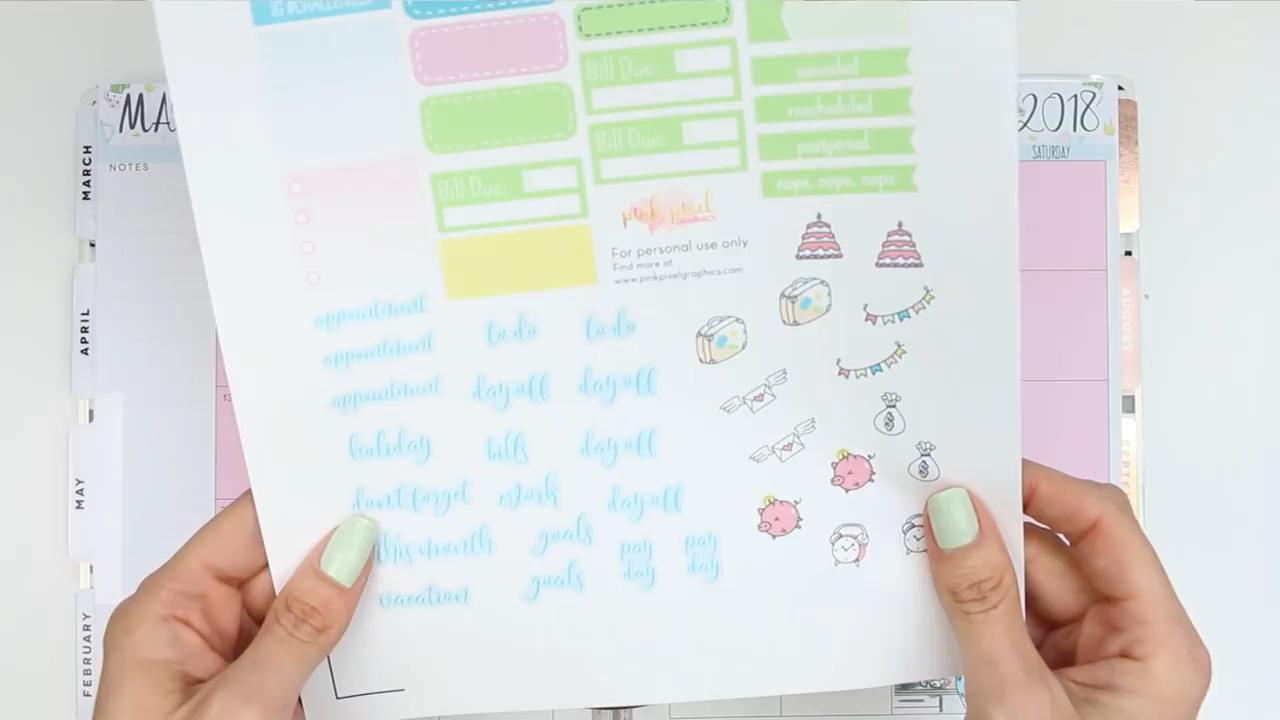 IG #CHALLENGE
Bill Due:
Bill Due:
Bill Due:
canceled
rescheduled
postponed
nope, nope, nope
pink pixel
GRAPHICS
For personal use only
Find more at
www.pinkpixelgraphics.com
appointment
appointment
appointment
to do
to do
day off
day off
holiday
bills
day off
don't forget
work
day off
this month
goals
pay day
pay day
vacation
goals
MA
2018
NOTES
SATURDAY
MARCH
APRIL
MAY
FEBRUARY
AUGUST